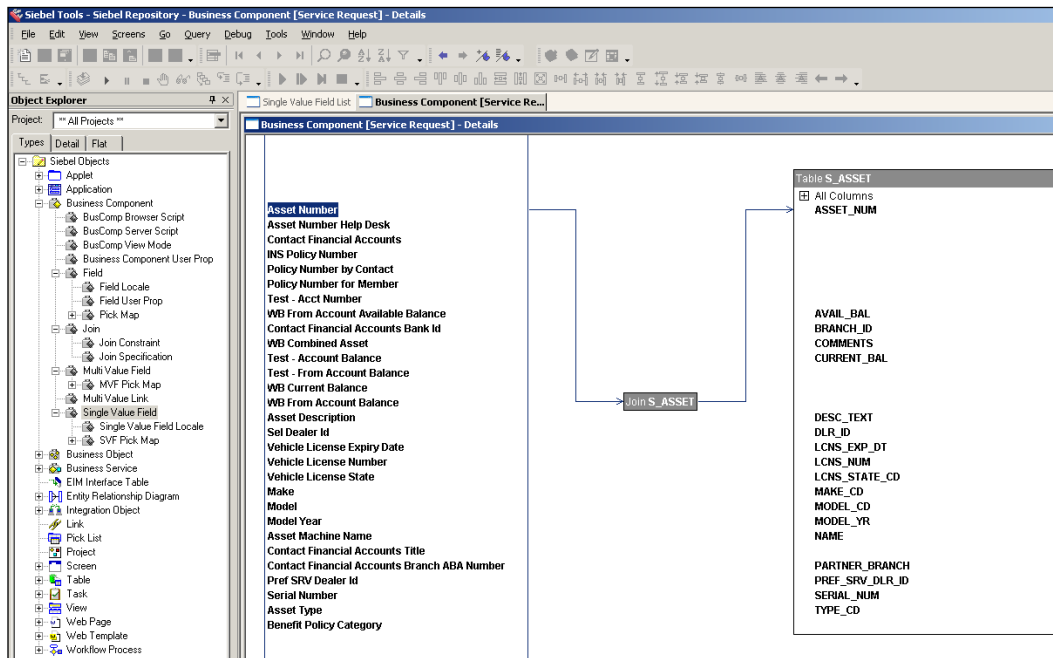 Siebel Tools - Siebel Repository - Business Component [Service Request] - Details
File Edit View Screens Go Query Debug Tools Window Help
Object Explorer
Project: ** All Projects **
Types Detail Flat
Siebel Objects
Applet
Application
Business Component
BusComp Browser Script
BusComp Server Script
BusComp View Mode
Business Component User Prop
Field
Field Locale
Field User Prop
Pick Map
Join
Join Constraint
Join Specification
Multi Value Field
MVF Pick Map
Multi Value Link
Single Value Field
Single Value Field Locale
SVF Pick Map
Business Object
Business Service
EIM Interface Table
Entity Relationship Diagram
Integration Object
Link
Pick List
Project
Screen
Table
Task
View
Web Page
Web Template
Workflow Process
Single Value Field List Business Component [Service Re...
Business Component [Service Request] - Details
Asset Number
Asset Number Help Desk
Contact Financial Accounts
INS Policy Number
Policy Number by Contact
Policy Number for Member
Test - Acct Number
WB From Account Available Balance
Contact Financial Accounts Bank Id
WB Combined Asset
Test - Account Balance
Test - From Account Balance
WB Current Balance
WB From Account Balance
Asset Description
Sel Dealer Id
Vehicle License Expiry Date
Vehicle License Number
Vehicle License State
Make
Model
Model Year
Asset Machine Name
Contact Financial Accounts Title
Contact Financial Accounts Branch ABA Number
Pref SRV Dealer Id
Serial Number
Asset Type
Benefit Policy Category
Join S_ASSET
Table S_ASSET
All Columns
ASSET_NUM
AVAIL_BAL
BRANCH_ID
COMMENTS
CURRENT_BAL
DESC_TEXT
DLR_ID
LCNS_EXP_DT
LCNS_NUM
LCNS_STATE_CD
MAKE_CD
MODEL_CD
MODEL_YR
NAME
PARTNER_BRANCH
PREF_SRV_DLR_ID
SERIAL_NUM
TYPE_CD